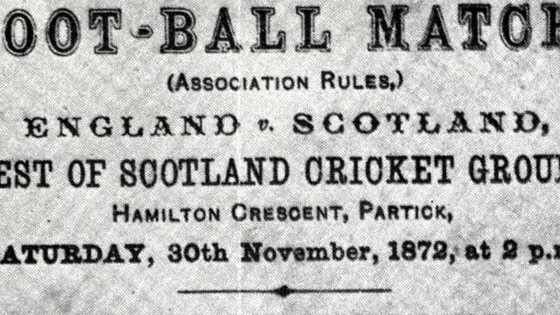 OOT-BALL MATC
(ASSOCIATION RULES,)
ENGLAND v. SCOTLAND,
EST OF SCOTLAND CRICKET GROU
HAMILTON CRESCENT, PARTICK,
ATURDAY, 30th November, 1872, at 2 p.